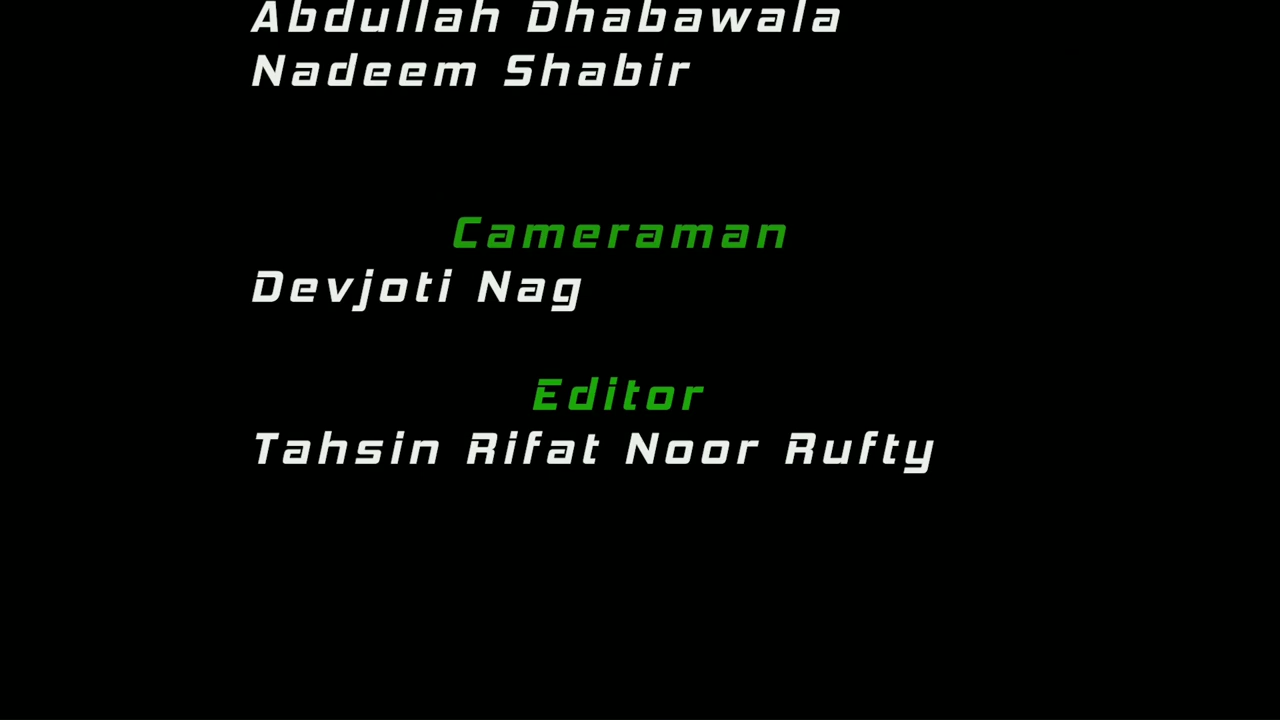 Abdullah Dhabawala
Nadeem Shabir
Cameraman
Devjoti Nag
Editor
Tahsin Rifat Noor Rufty